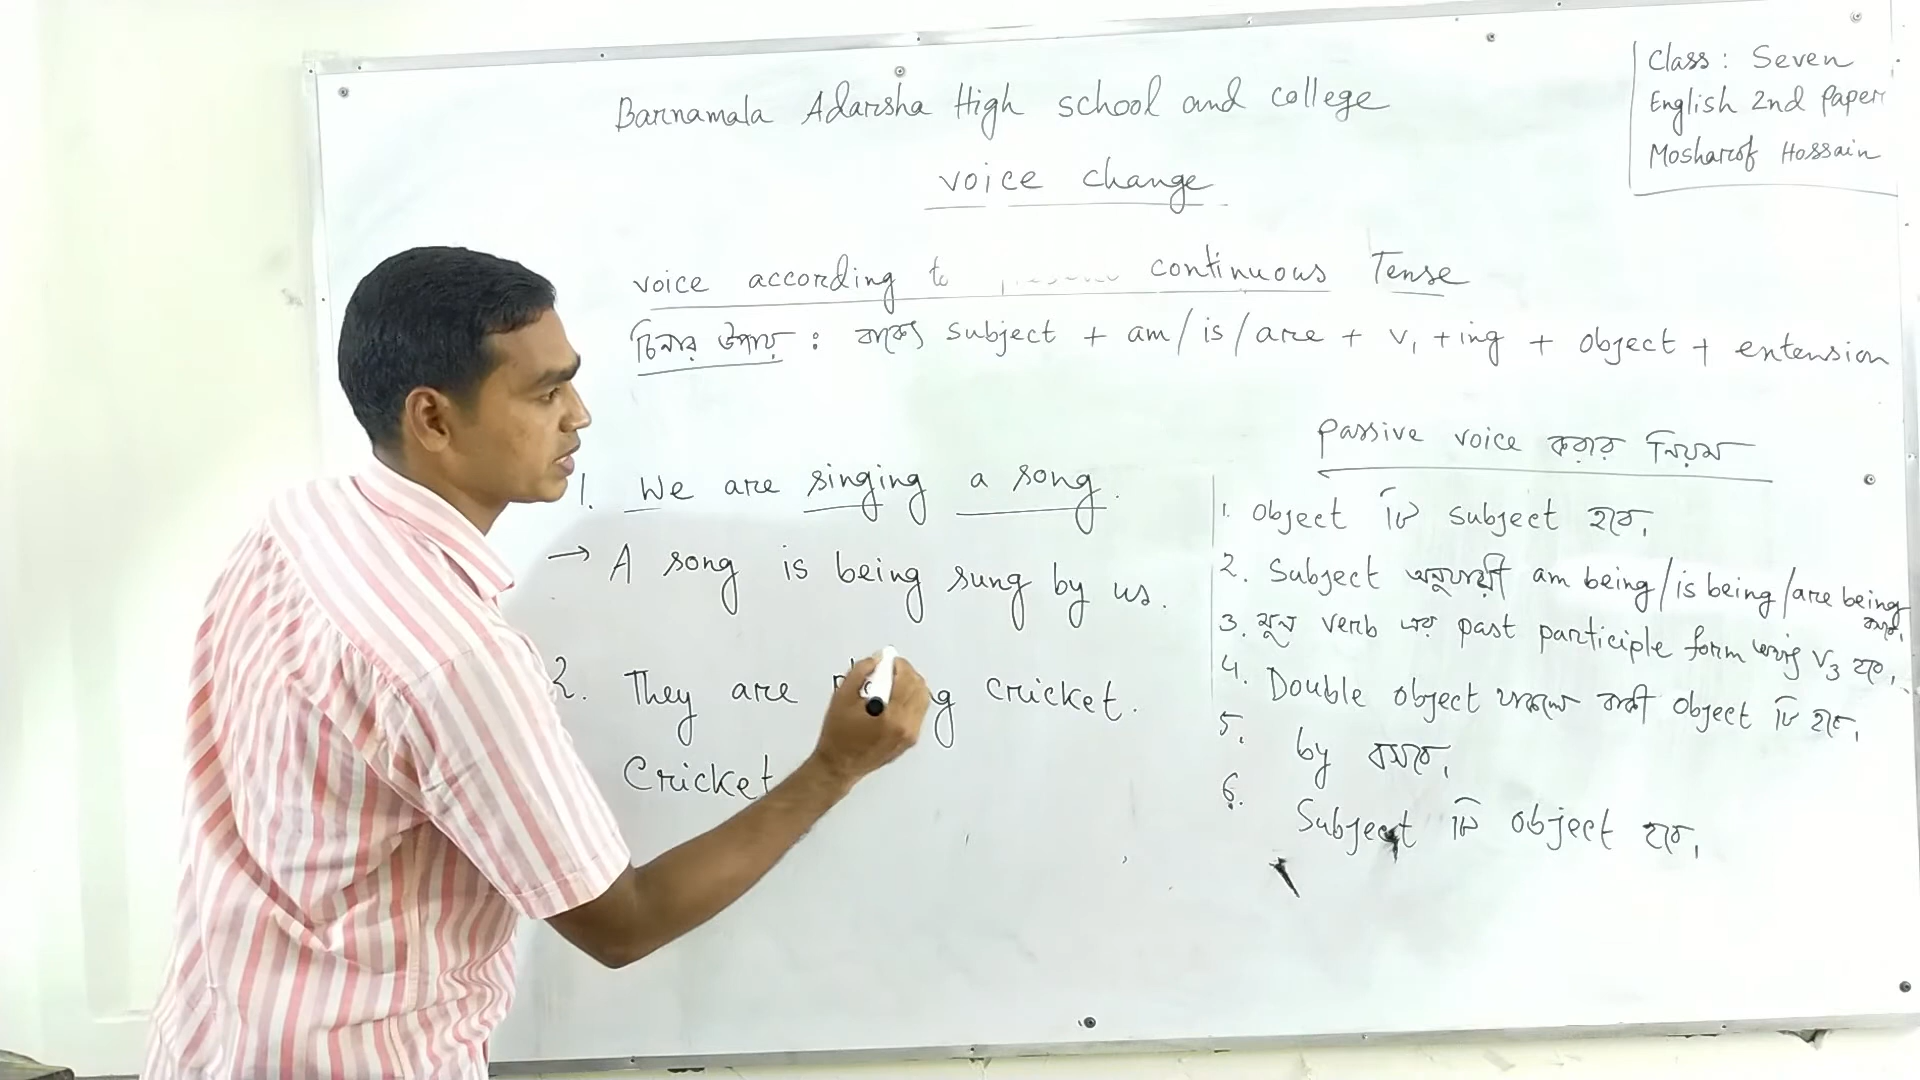 Barnamala Adarsha High school and college
Class : Seven
English 2nd Paper
Mosharof Hossain
voice change
voice according to present continuous Tense
চিনার উপায় : বাক্যে subject + am/is/are + v₁ +ing + object + extension
1. We are singing a song.
→ A song is being sung by us.
2. They are cricket.
Cricket
passive voice করার নিয়ম
1. Object টি subject হবে।
2. Subject অনুযায়ী am being/is being/are being বসবে।
3. মূল verb এর past participle form অর্থাৎ V3 হবে।
4. Double object থাকলে বাকী object টি হবে।
5. by বসবে।
6. Subject টি object হবে।